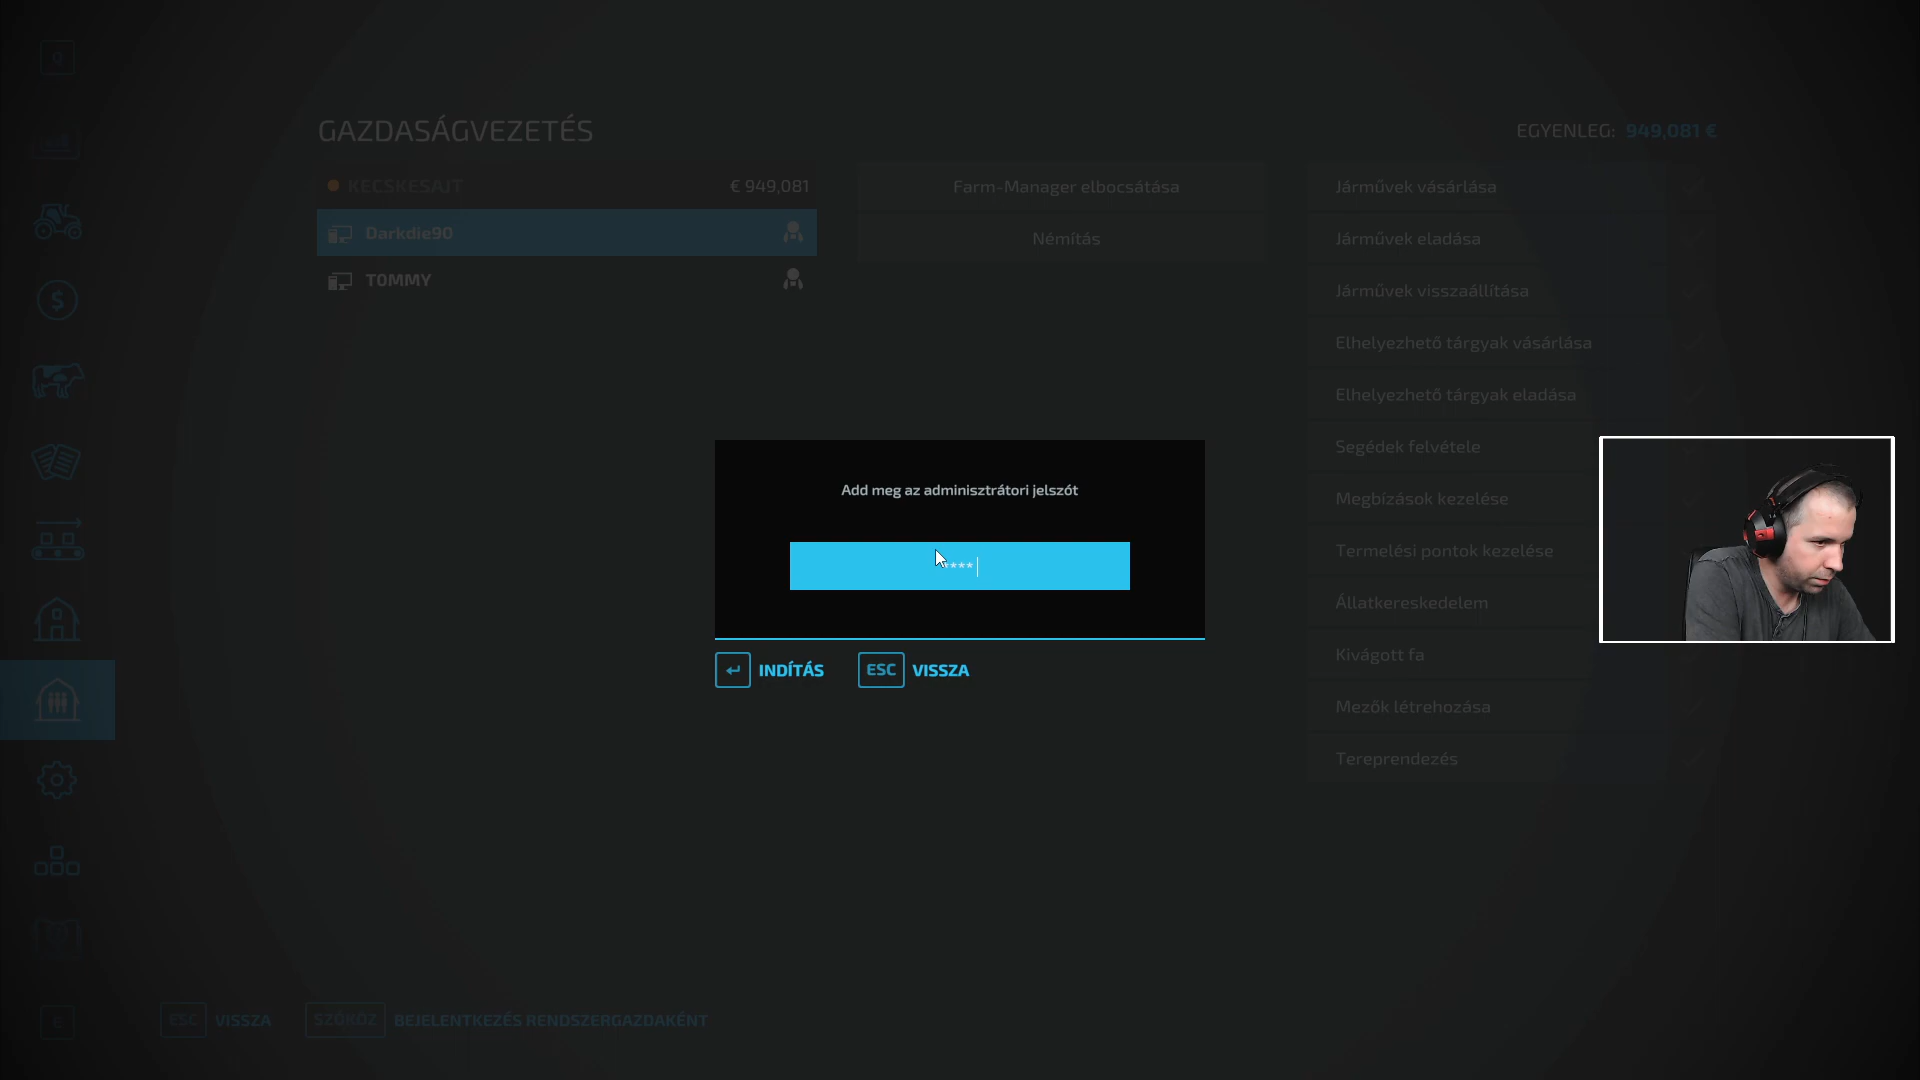 Q
GAZDASÁGVEZETÉS
EGYENLEG: 949,081 €
KECSKESAJT € 949,081
Darkdie90
TOMMY
Farm-Manager elbocsátása
Némítás
Járművek vásárlása
Járművek eladása
Járművek visszaállítása
Elhelyezhető tárgyak vásárlása
Elhelyezhető tárgyak eladása
Segédek felvétele
Megbízások kezelése
Termelési pontok kezelése
Állatkereskedelem
Kivágott fa
Mezők létrehozása
Tereprendezés
Add meg az adminisztrátori jelszót
****
INDÍTÁS ESC VISSZA
E
ESC VISSZA SZÓKÖZ BEJELENTKEZÉS RENDSZERGAZDAKÉNT